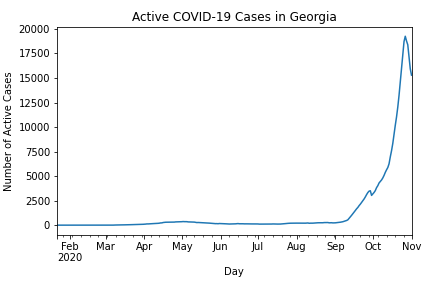 Active COVID-19 Cases in Georgia
20000
17500
15000
12500
10000
7500
5000
2500
0
Number of Active Cases
Feb Mar Apr May Jun Jul Aug Sep Oct Nov
2020
Day